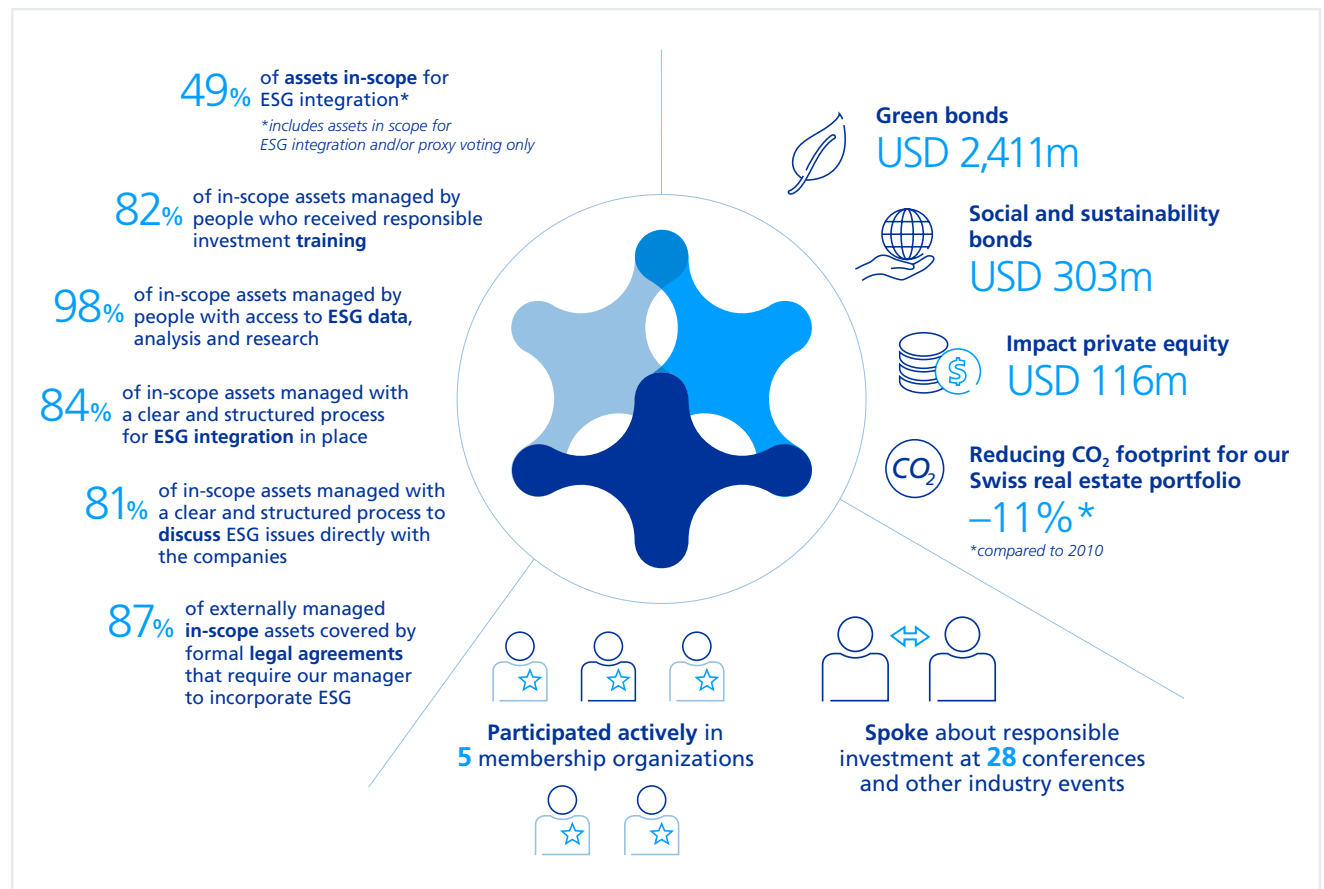 49% of assets in-scope for
ESG integration*
*includes assets in scope for
ESG integration and/or proxy voting only
82% of in-scope assets managed by
people who received responsible
investment training
98% of in-scope assets managed by
people with access to ESG data,
analysis and research
84% of in-scope assets managed with
a clear and structured process
for ESG integration in place
81% of in-scope assets managed with
a clear and structured process to
discuss ESG issues directly with
the companies
87% of externally managed
in-scope assets covered by
formal legal agreements
that require our manager
to incorporate ESG
Green bonds
USD 2,411m
Social and sustainability
bonds
USD 303m
$
Impact private equity
USD 116m
CO₂
Reducing CO₂ footprint for our
Swiss real estate portfolio
–11%*
*compared to 2010
Participated actively in
5 membership organizations
Spoke about responsible
investment at 28 conferences
and other industry events